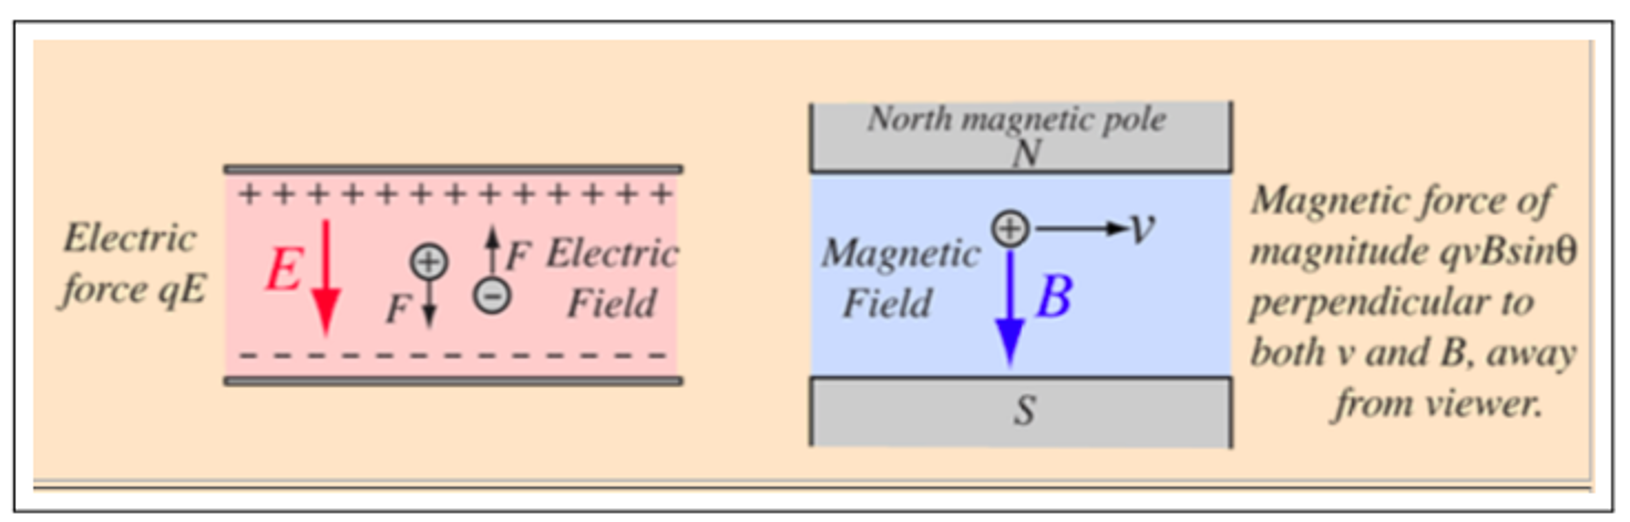 Electric
force qE
+ + + + + + + + + + + + +
E
F
F
Electric
Field
- - - - - - - - - - - - -
North magnetic pole
N
Magnetic
Field
v
B
S
Magnetic force of
magnitude qvBsinθ
perpendicular to
both v and B, away
from viewer.